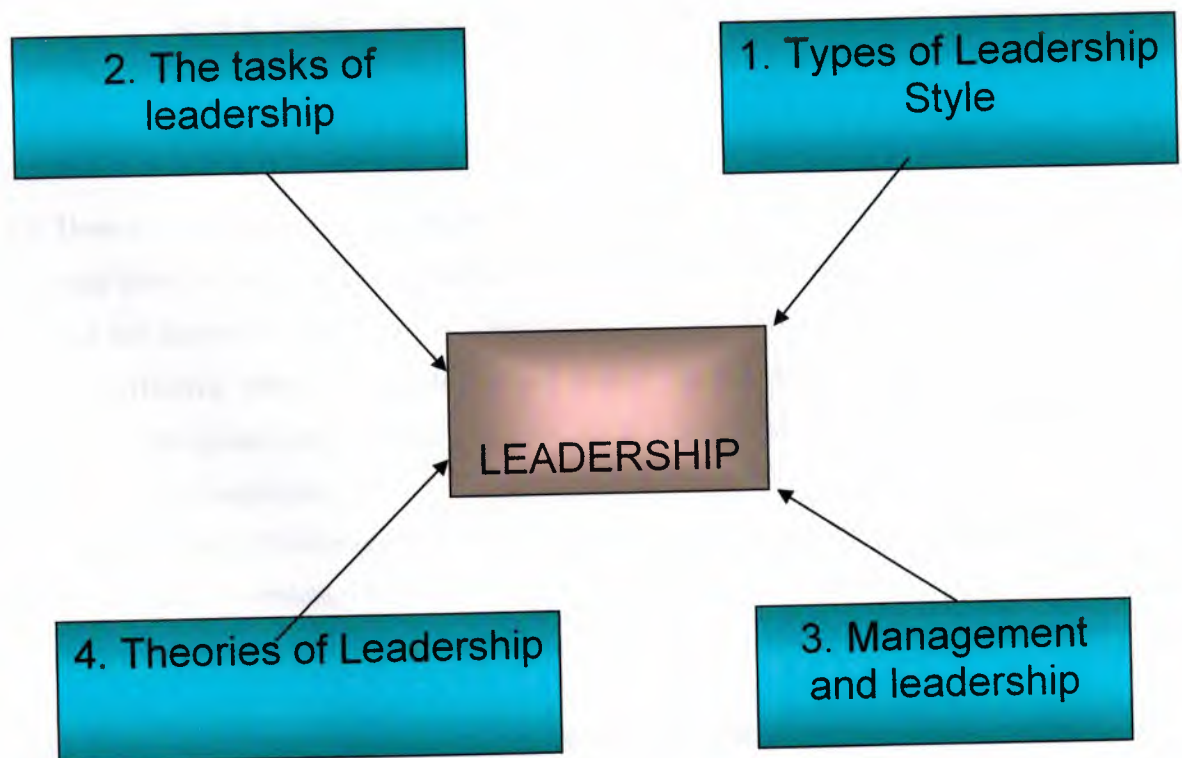 2. The tasks of
leadership
1. Types of Leadership
Style
LEADERSHIP
4. Theories of Leadership
3. Management
and leadership